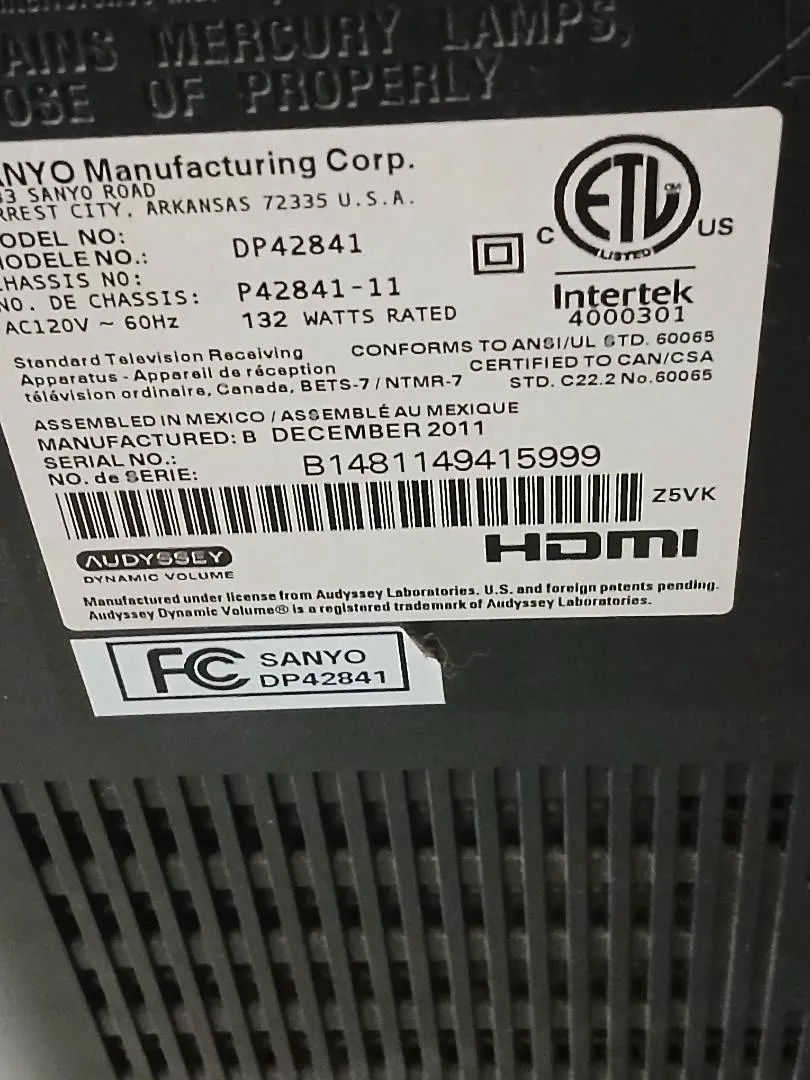 AINS MERCURY LAMPS,
OSE OF PROPERLY
NYO Manufacturing Corp.
33 SANYO ROAD
RREST CITY, ARKANSAS 72335 U.S.A.
ODEL NO:
MODELE NO.: DP42841
CHASSIS NO:
NO. DE CHASSIS: P42841-11
AC120V ~ 60Hz 132 WATTS RATED
C ETL CM US
LISTED
Intertek
4000301
Standard Television Receiving
Apparatus - Appareil de réception
télévision ordinaire, Canada, BETS-7 / NTMR-7
CONFORMS TO ANSI/UL STD. 60065
CERTIFIED TO CAN/CSA
STD. C22.2 No.60065
ASSEMBLED IN MEXICO / ASSEMBLÉ AU MEXIQUE
MANUFACTURED: B DECEMBER 2011
SERIAL NO.:
NO. de SERIE: B1481149415999
Z5VK
AUDYSSEY
DYNAMIC VOLUME
HDMI
Manufactured under license from Audyssey Laboratories. U.S. and foreign patents pending.
Audyssey Dynamic Volume® is a registered trademark of Audyssey Laboratories.
FC SANYO
DP42841